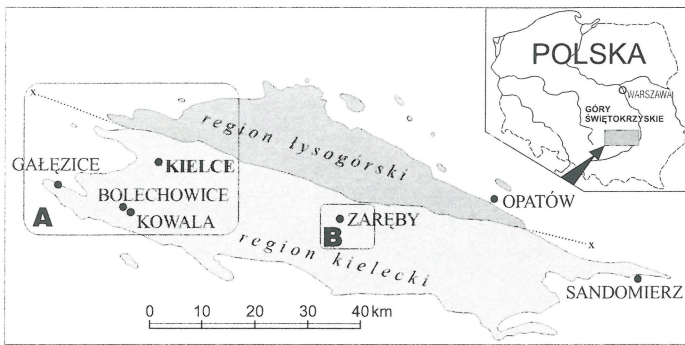 POLSKA
WARSZAWA
GÓRY
ŚWIĘTOKRZYSKIE
x
region łysogórski
GAŁĘZICE
KIELCE
BOLECHOWICE
KOWALA
A
OPATÓW
ZARĘBY
B
region kielecki
x
SANDOMIERZ
0 10 20 30 40 km